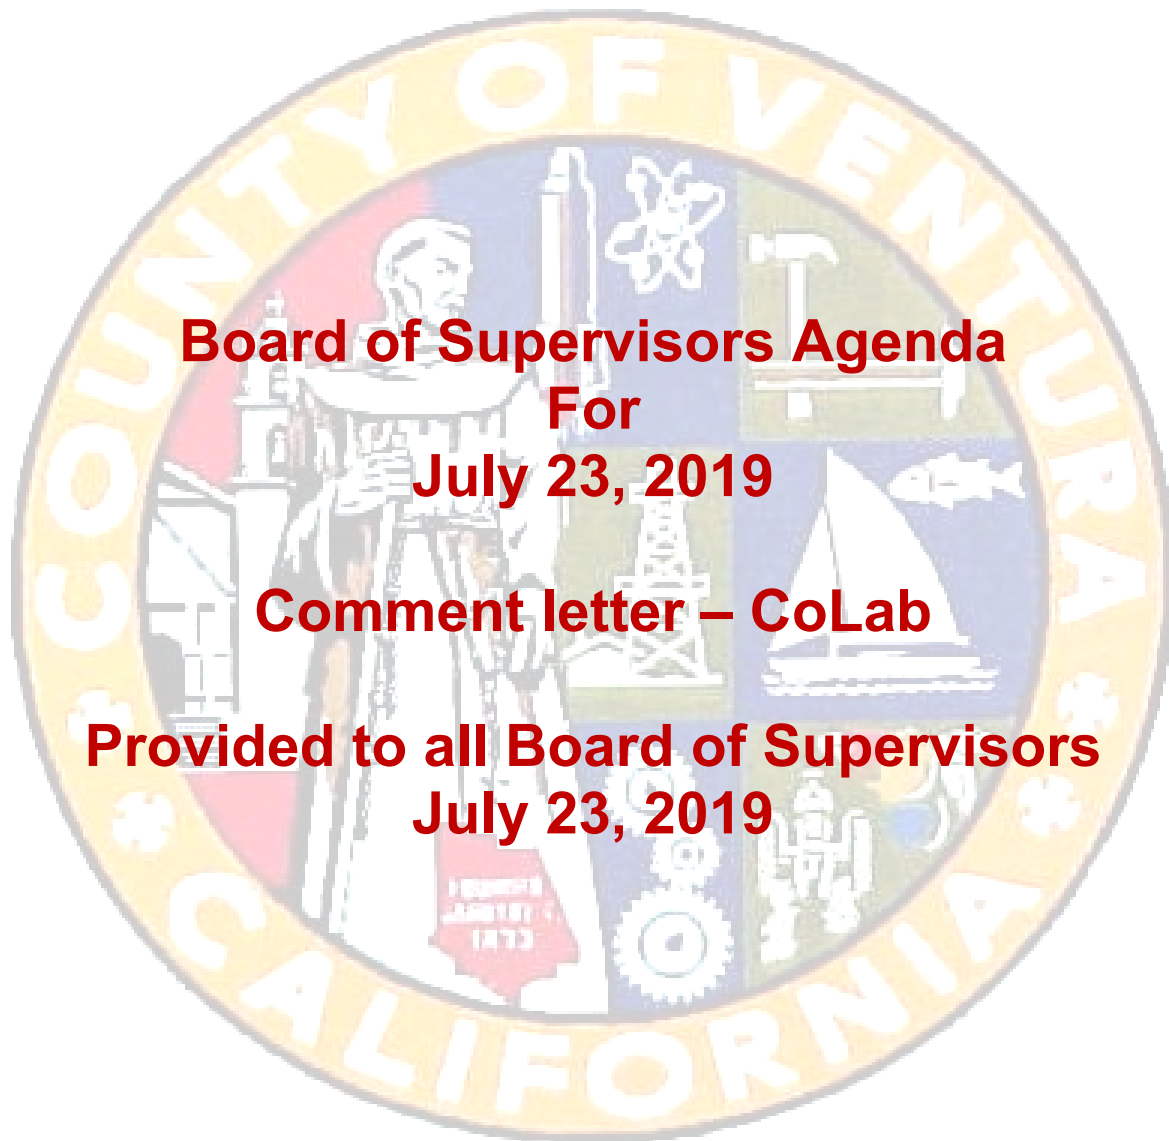 COUNTY OF VENTURA
Board of Supervisors Agenda
For
July 23, 2019
Comment letter – CoLab
Provided to all Board of Supervisors
July 23, 2019
1873
CALIFORNIA